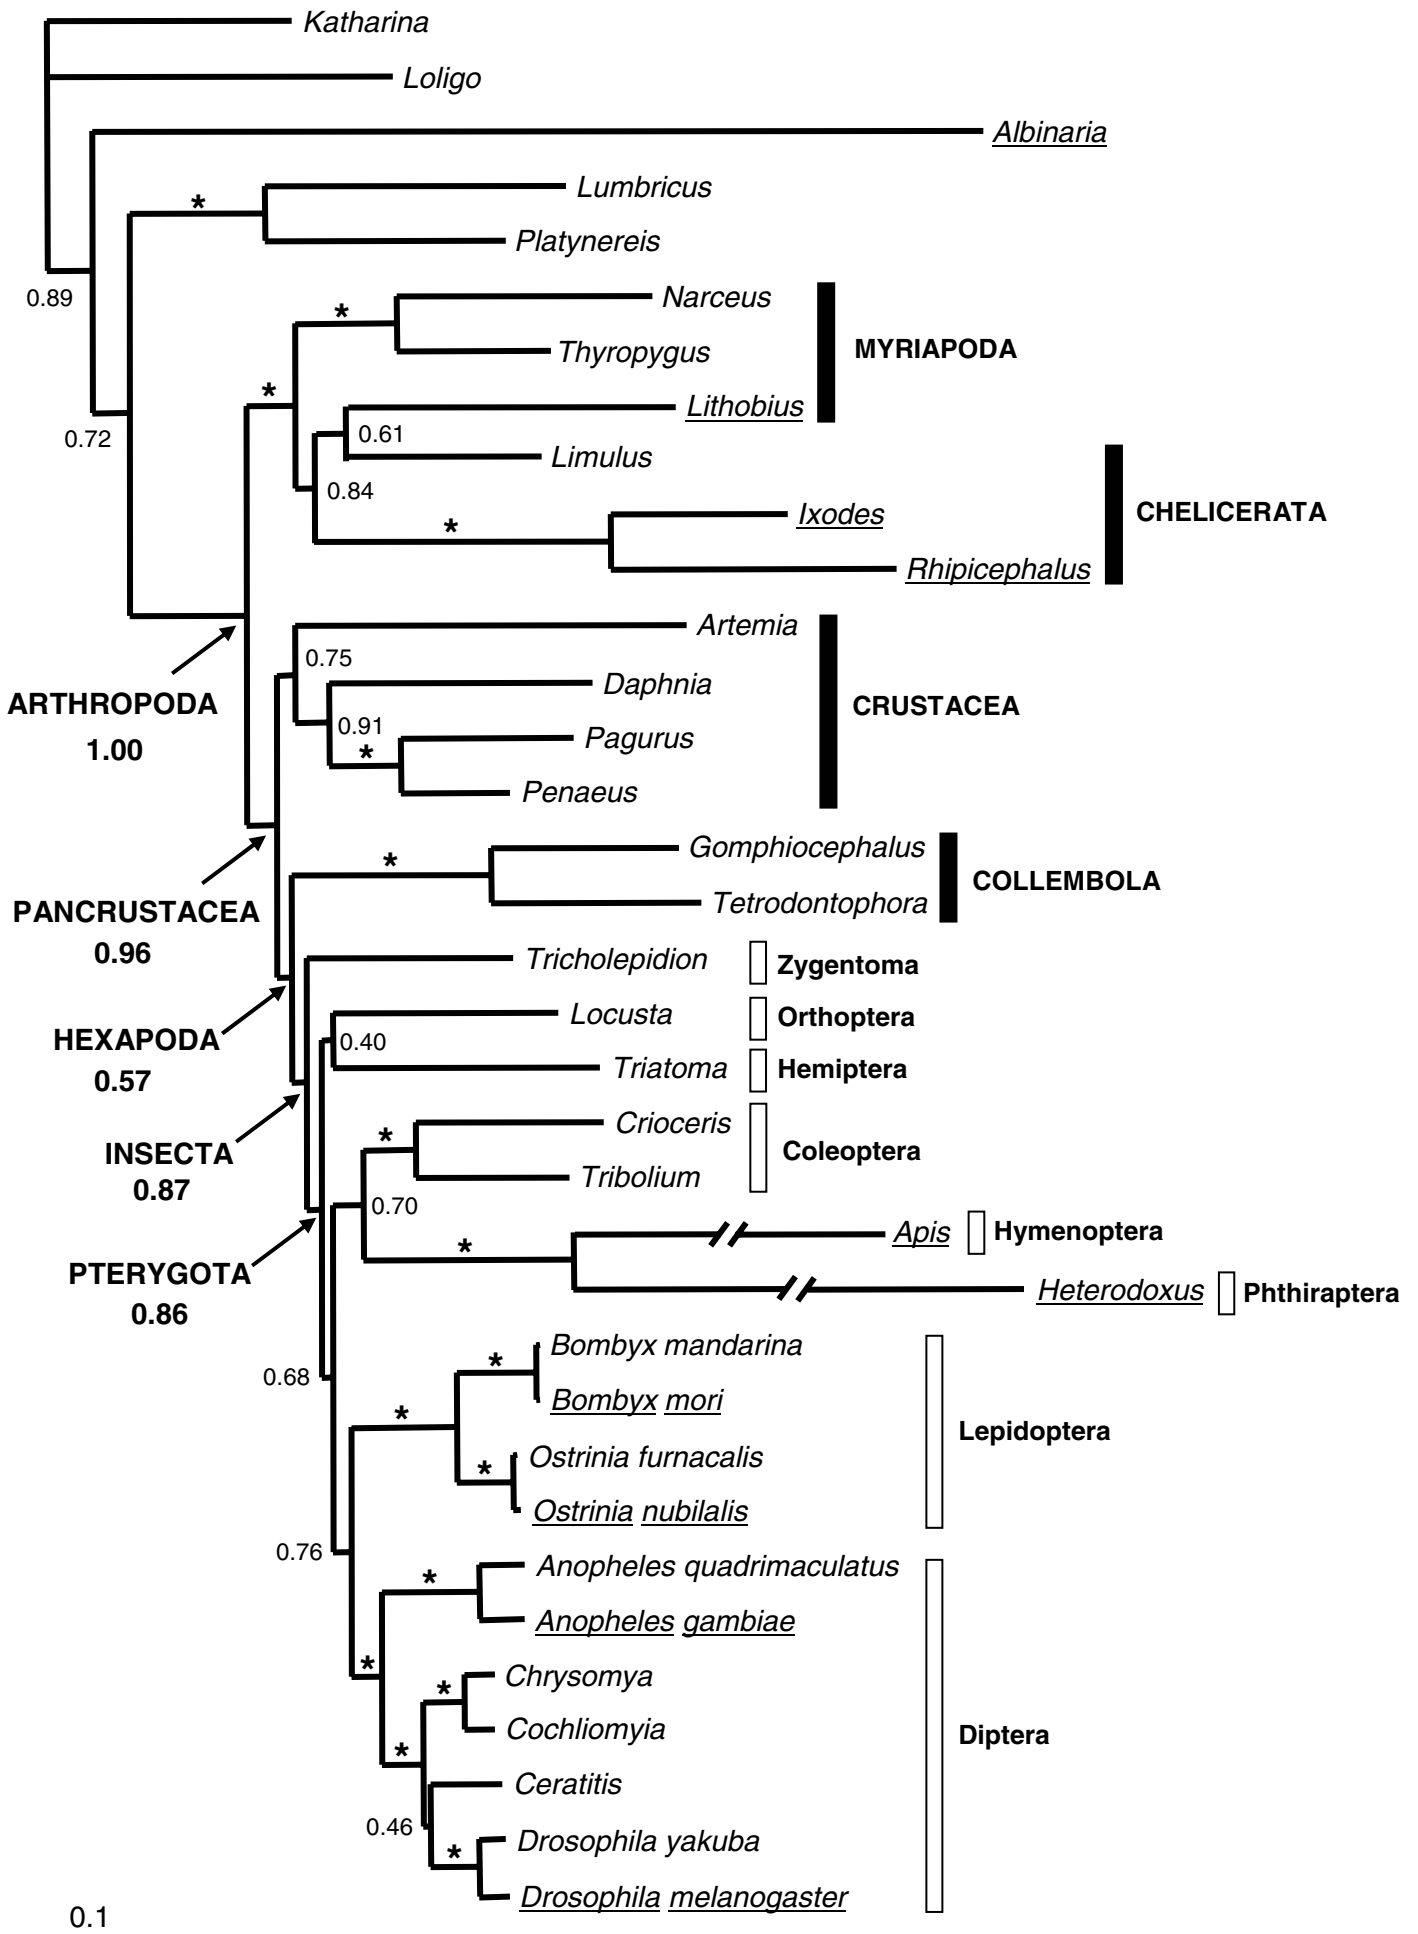 Katharina
Loligo
Albinaria
*
Lumbricus
Platynereis
0.89
*
Narceus
Thyropygus
MYRIAPODA
*
Lithobius
0.61
0.72
Limulus
0.84
CHELICERATA
*
Ixodes
Rhipicephalus
Artemia
0.75
Daphnia
ARTHROPODA
1.00
CRUSTACEA
0.91
*
Pagurus
Penaeus
*
Gomphiocephalus
COLLEMBOLA
Tetrodontophora
PANCRUSTACEA
0.96
Tricholepidion
Zygentoma
Locusta
Orthoptera
HEXAPODA
0.57
0.40
Triatoma
Hemiptera
Crioceris
*
Coleoptera
INSECTA
0.87
Tribolium
0.70
Apis
Hymenoptera
*
PTERYGOTA
0.86
Heterodoxus
Phthiraptera
Bombyx mandarina
*
0.68
Bombyx mori
*
Lepidoptera
Ostrinia furnacalis
*
Ostrinia nubilalis
0.76
Anopheles quadrimaculatus
*
Anopheles gambiae
*
Chrysomya
*
Cochliomyia
Diptera
*
Ceratitis
0.46
Drosophila yakuba
*
Drosophila melanogaster
0.1